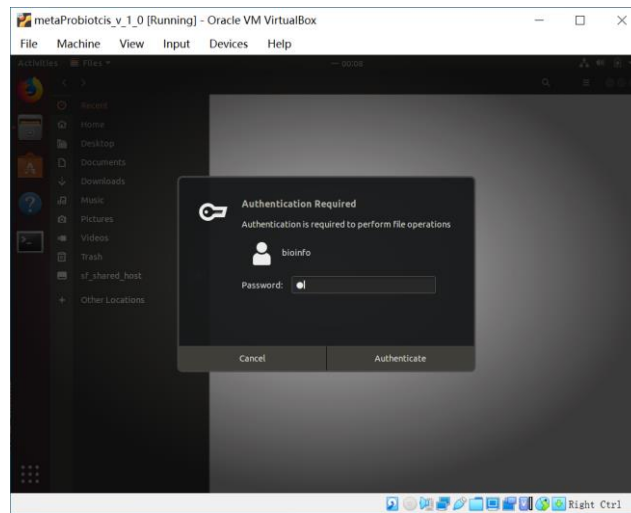 metaProbiotcis_v_1_0 [Running] - Oracle VM VirtualBox
File Machine View Input Devices Help
Activities Files 00:08
Recent
Home
Desktop
Documents
Downloads
Music
Pictures
Videos
Trash
sf_shared_host
Other Locations
Authentication Required
Authentication is required to perform file operations
bioinfo
Password:
Cancel Authenticate
Right Ctrl